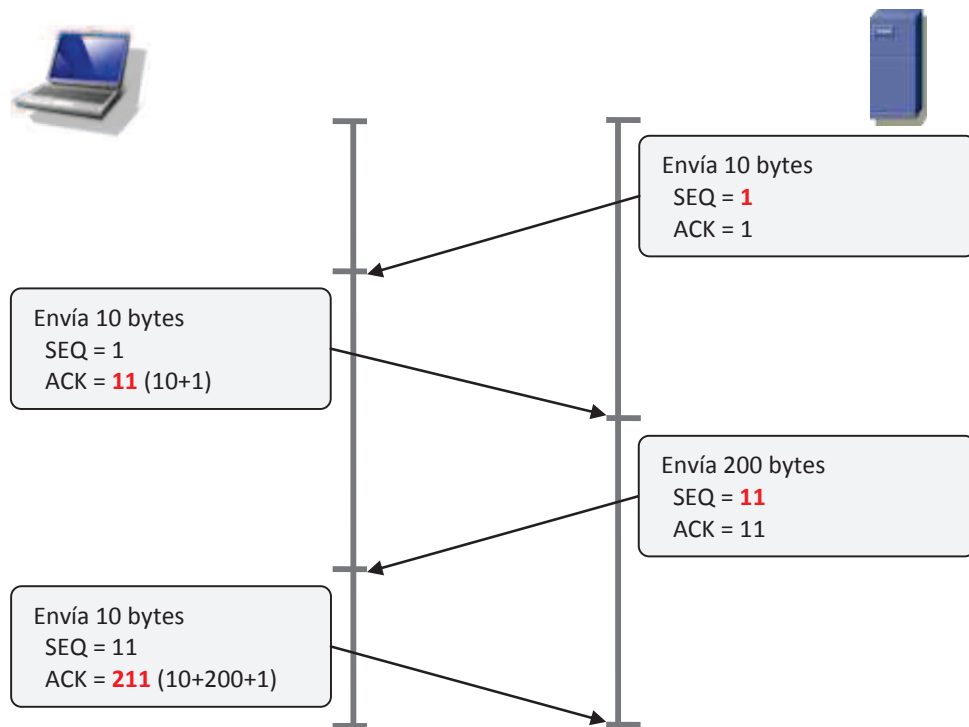 Envía 10 bytes
SEQ = 1
ACK = 1
Envía 10 bytes
SEQ = 1
ACK = 11 (10+1)
Envía 200 bytes
SEQ = 11
ACK = 11
Envía 10 bytes
SEQ = 11
ACK = 211 (10+200+1)